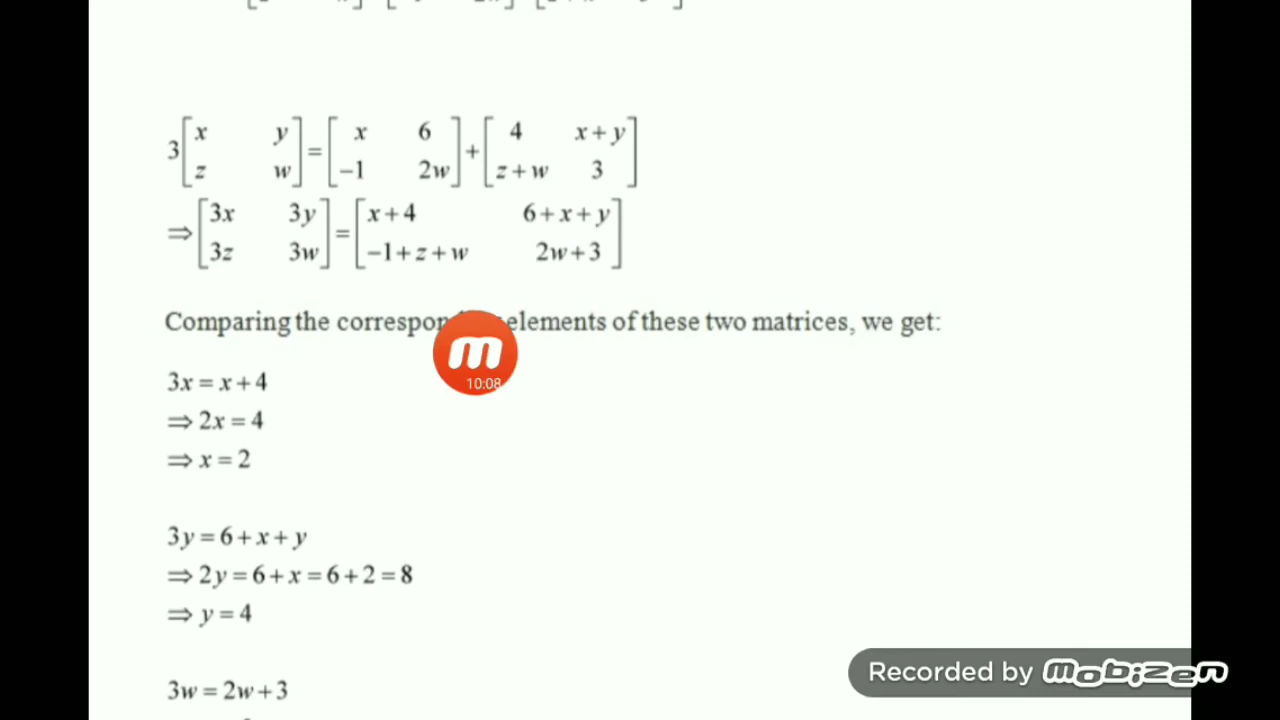 3[x y z w] = [x 6 -1 2w] + [4 x+y z+w 3]
⇒ [3x 3y 3z 3w] = [x+4 6+x+y -1+z+w 2w+3]
Comparing the elements of these two matrices, we get:
m
10:08
3x = x + 4
⇒ 2x = 4
⇒ x = 2
3y = 6 + x + y
⇒ 2y = 6 + x = 6 + 2 = 8
⇒ y = 4
3w = 2w + 3
Recorded by mobizen